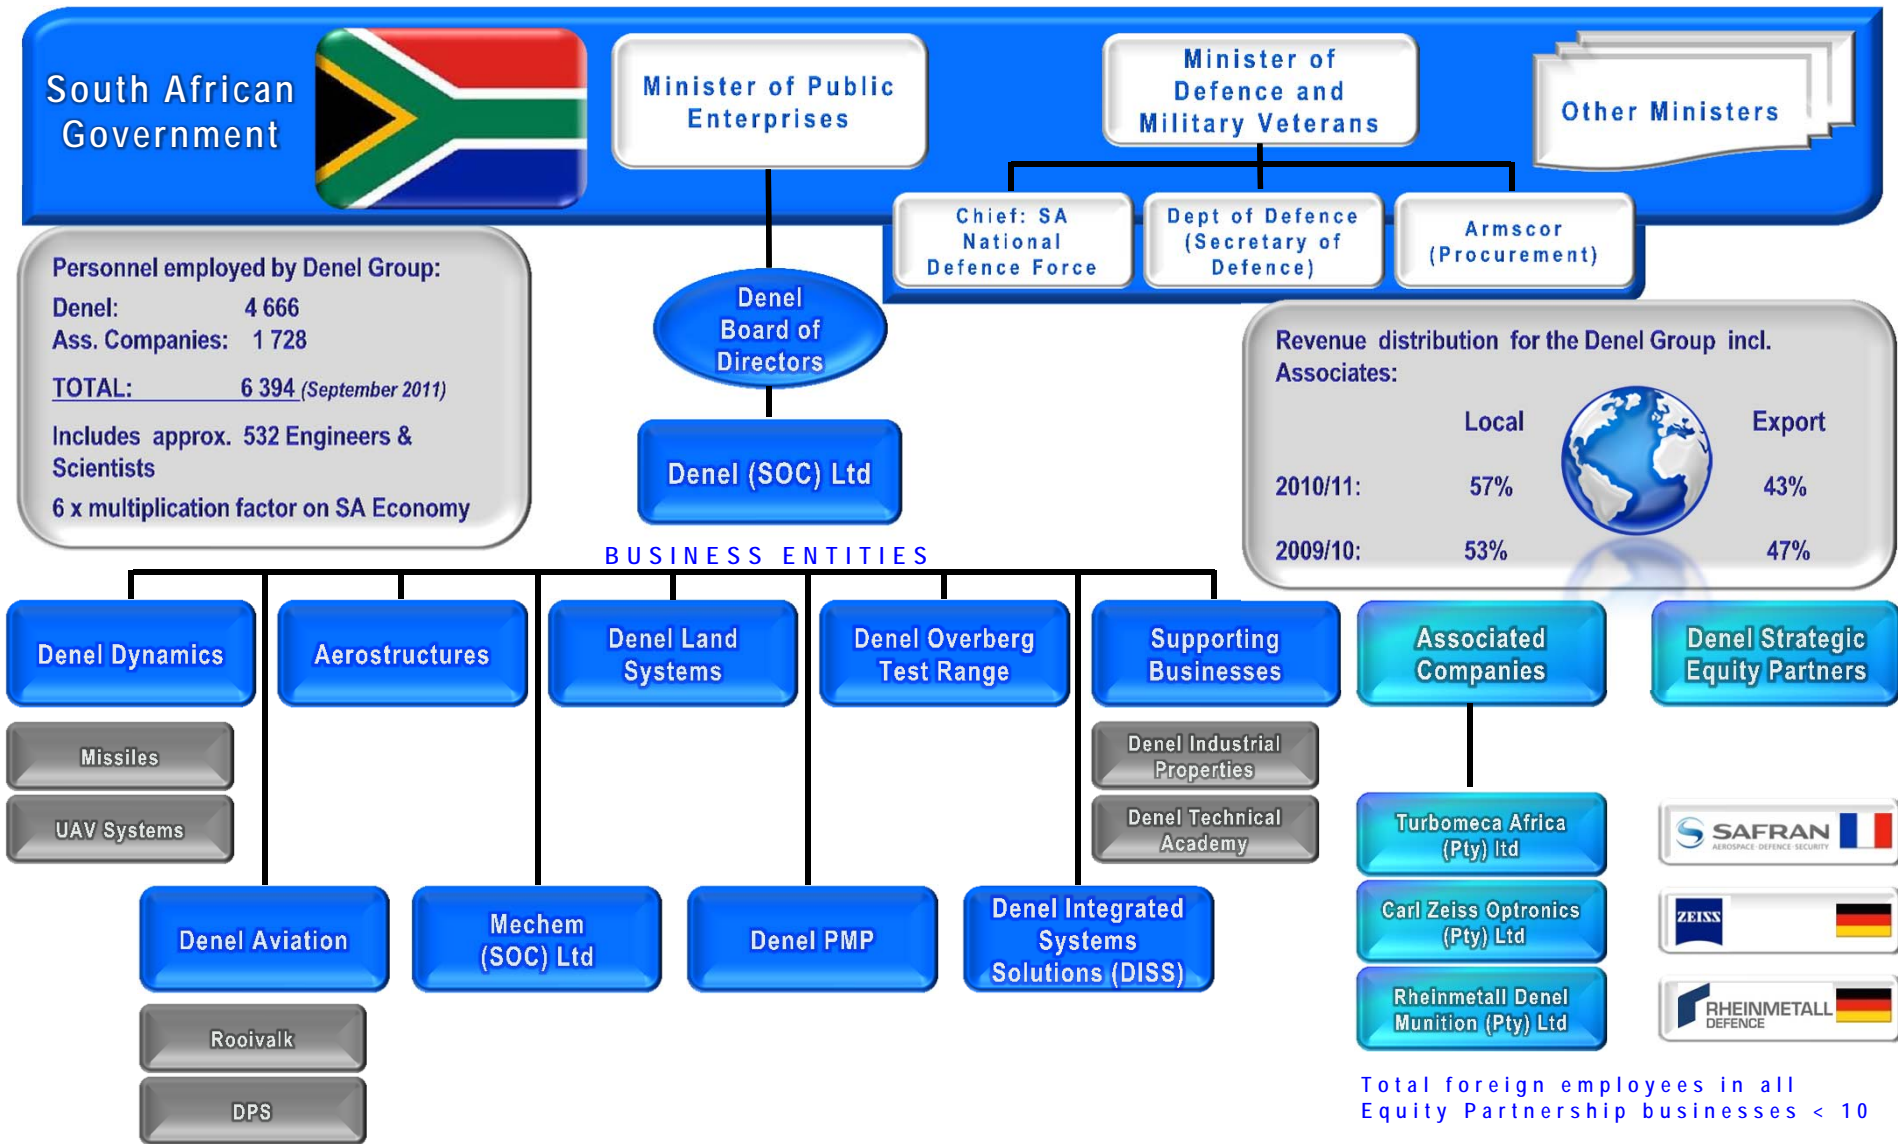 South African
Government
Minister of Public
Enterprises
Minister of
Defence and
Military Veterans
Other Ministers
Chief: SA
National
Defence Force
Dept of Defence
(Secretary of
Defence)
Armscor
(Procurement)
Personnel employed by Denel Group:
Denel: 4 666
Ass. Companies: 1 728
TOTAL: 6 394 (September 2011)
Includes approx. 532 Engineers &
Scientists
6 x multiplication factor on SA Economy
Denel
Board of
Directors
Denel (SOC) Ltd
Revenue distribution for the Denel Group incl.
Associates:
Local Export
2010/11: 57% 43%
2009/10: 53% 47%
BUSINESS ENTITIES
Denel Dynamics
Aerostructures
Denel Land
Systems
Denel Overberg
Test Range
Supporting
Businesses
Associated
Companies
Denel Strategic
Equity Partners
Missiles
UAV Systems
Denel Industrial
Properties
Denel Technical
Academy
Turbomeca Africa
(Pty) ltd
SAFRAN
AEROSPACE · DEFENCE · SECURITY
Denel Aviation
Mechem
(SOC) Ltd
Denel PMP
Denel Integrated
Systems
Solutions (DISS)
Carl Zeiss Optronics
(Pty) Ltd
ZEISS
Rheinmetall Denel
Munition (Pty) Ltd
RHEINMETALL
DEFENCE
Rooivalk
DPS
Total foreign employees in all
Equity Partnership businesses < 10